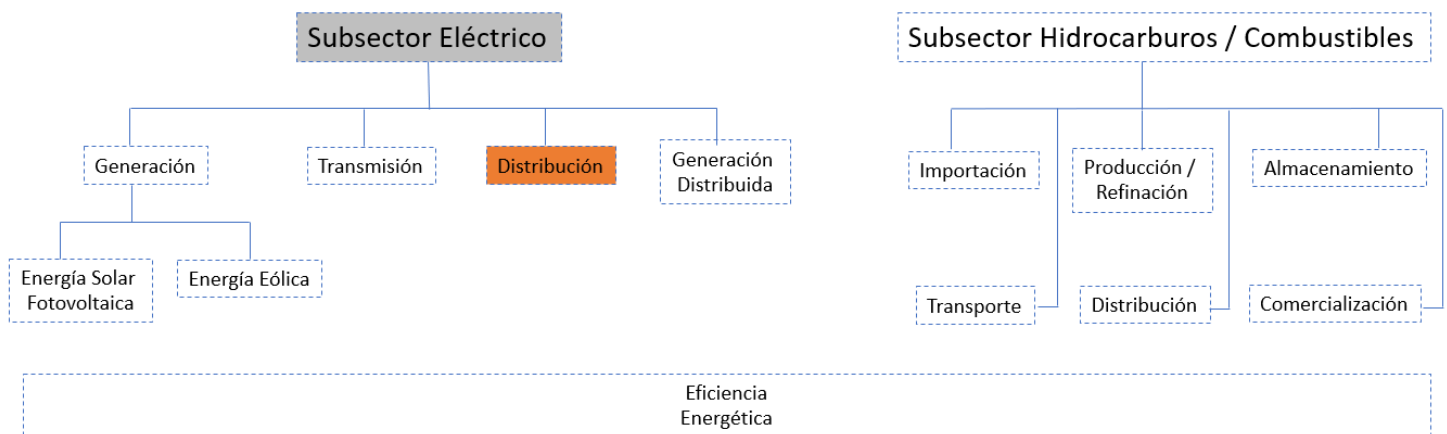 Subsector Eléctrico
Subsector Hidrocarburos / Combustibles
Generación
Transmisión
Distribución
Generación
Distribuida
Importación
Producción /
Refinación
Almacenamiento
Energía Solar
Fotovoltaica
Energía Eólica
Transporte
Distribución
Comercialización
Eficiencia
Energética